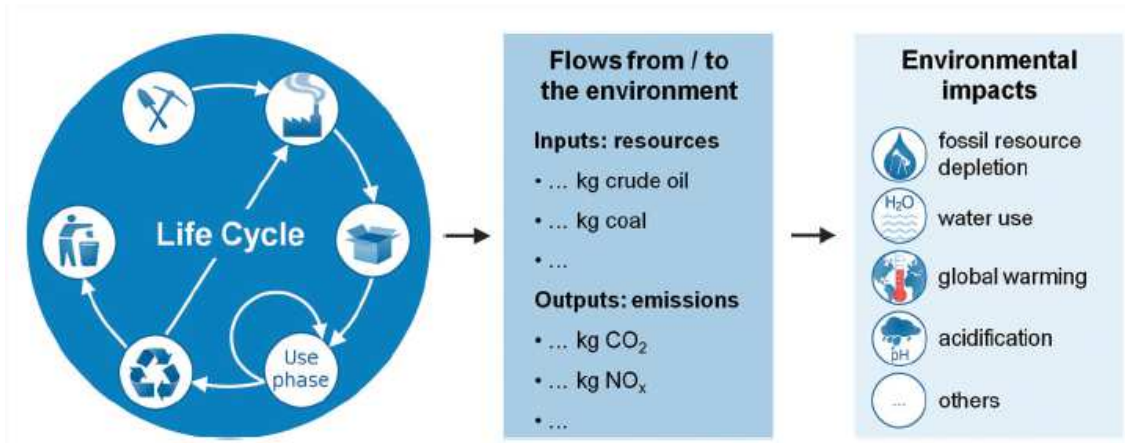 Life Cycle
Use
phase
Flows from / to
the environment
Inputs: resources
• ... kg crude oil
• ... kg coal
• ...
Outputs: emissions
• ... kg CO₂
• ... kg NOₓ
• ...
Environmental
impacts
fossil resource
depletion
H₂O
water use
global warming
pH
acidification
...
others